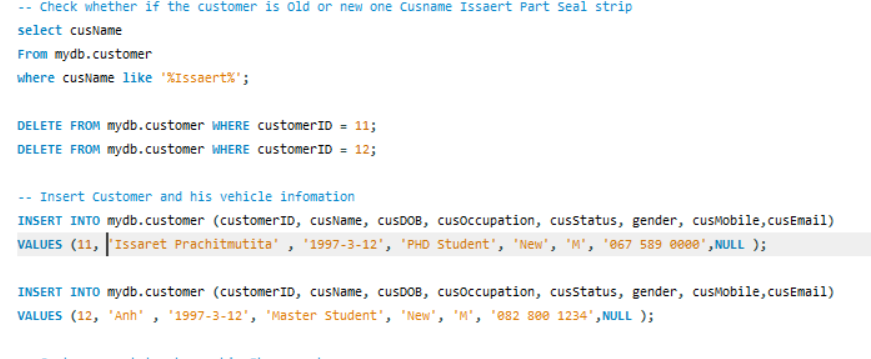 -- Check whether if the customer is Old or new one Cusname Issaert Part Seal strip
select cusName
From mydb.customer
where cusName like '%Issaert%';
DELETE FROM mydb.customer WHERE customerID = 11;
DELETE FROM mydb.customer WHERE customerID = 12;
-- Insert Customer and his vehicle infomation
INSERT INTO mydb.customer (customerID, cusName, cusDOB, cusOccupation, cusStatus, gender, cusMobile,cusEmail)
VALUES (11, 'Issaret Prachitmutita' , '1997-3-12', 'PHD Student', 'New', 'M', '067 589 0000',NULL );
INSERT INTO mydb.customer (customerID, cusName, cusDOB, cusOccupation, cusStatus, gender, cusMobile,cusEmail)
VALUES (12, 'Anh' , '1997-3-12', 'Master Student', 'New', 'M', '082 800 1234',NULL );